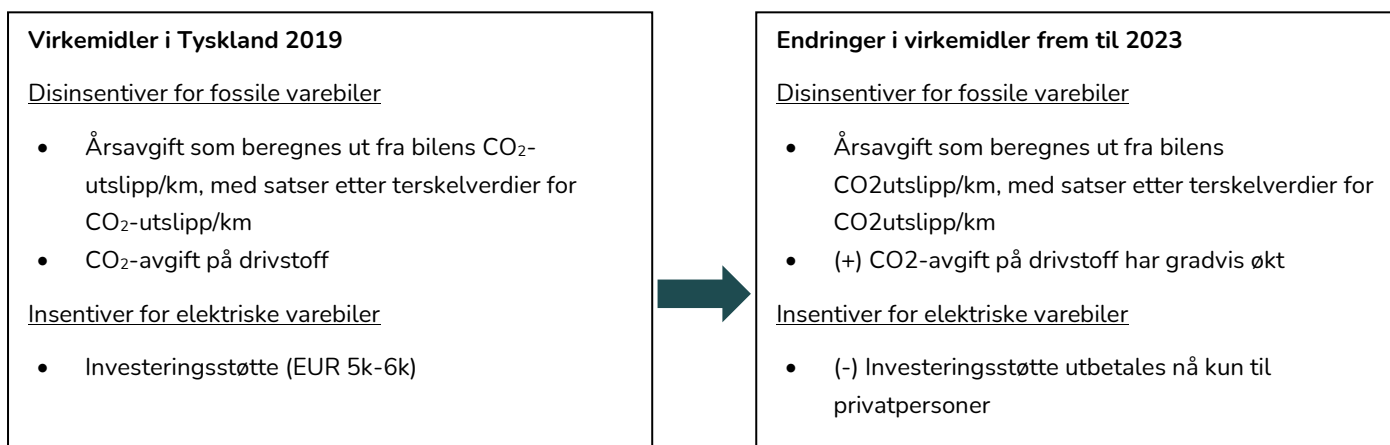 Virkemidler i Tyskland 2019
Disinsentiver for fossile varebiler
• Årsavgift som beregnes ut fra bilens CO₂-
utslipp/km, med satser etter terskelverdier for
CO₂-utslipp/km
• CO₂-avgift på drivstoff
Insentiver for elektriske varebiler
• Investeringsstøtte (EUR 5k-6k)
Endringer i virkemidler frem til 2023
Disinsentiver for fossile varebiler
• Årsavgift som beregnes ut fra bilens
CO2utslipp/km, med satser etter terskelverdier for
CO2utslipp/km
• (+) CO2-avgift på drivstoff har gradvis økt
Insentiver for elektriske varebiler
• (-) Investeringsstøtte utbetales nå kun til
privatpersoner